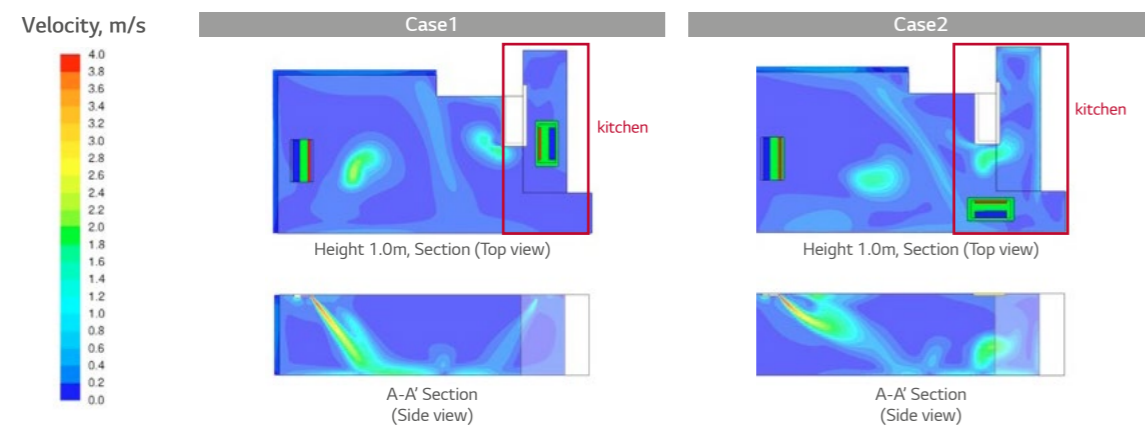 Velocity, m/s
4.0
3.8
3.6
3.4
3.2
3.0
2.8
2.6
2.4
2.2
2.0
1.8
1.6
1.4
1.2
1.0
0.8
0.6
0.4
0.2
0.0
Case1
kitchen
Height 1.0m, Section (Top view)
A-A' Section
(Side view)
Case2
kitchen
Height 1.0m, Section (Top view)
A-A' Section
(Side view)